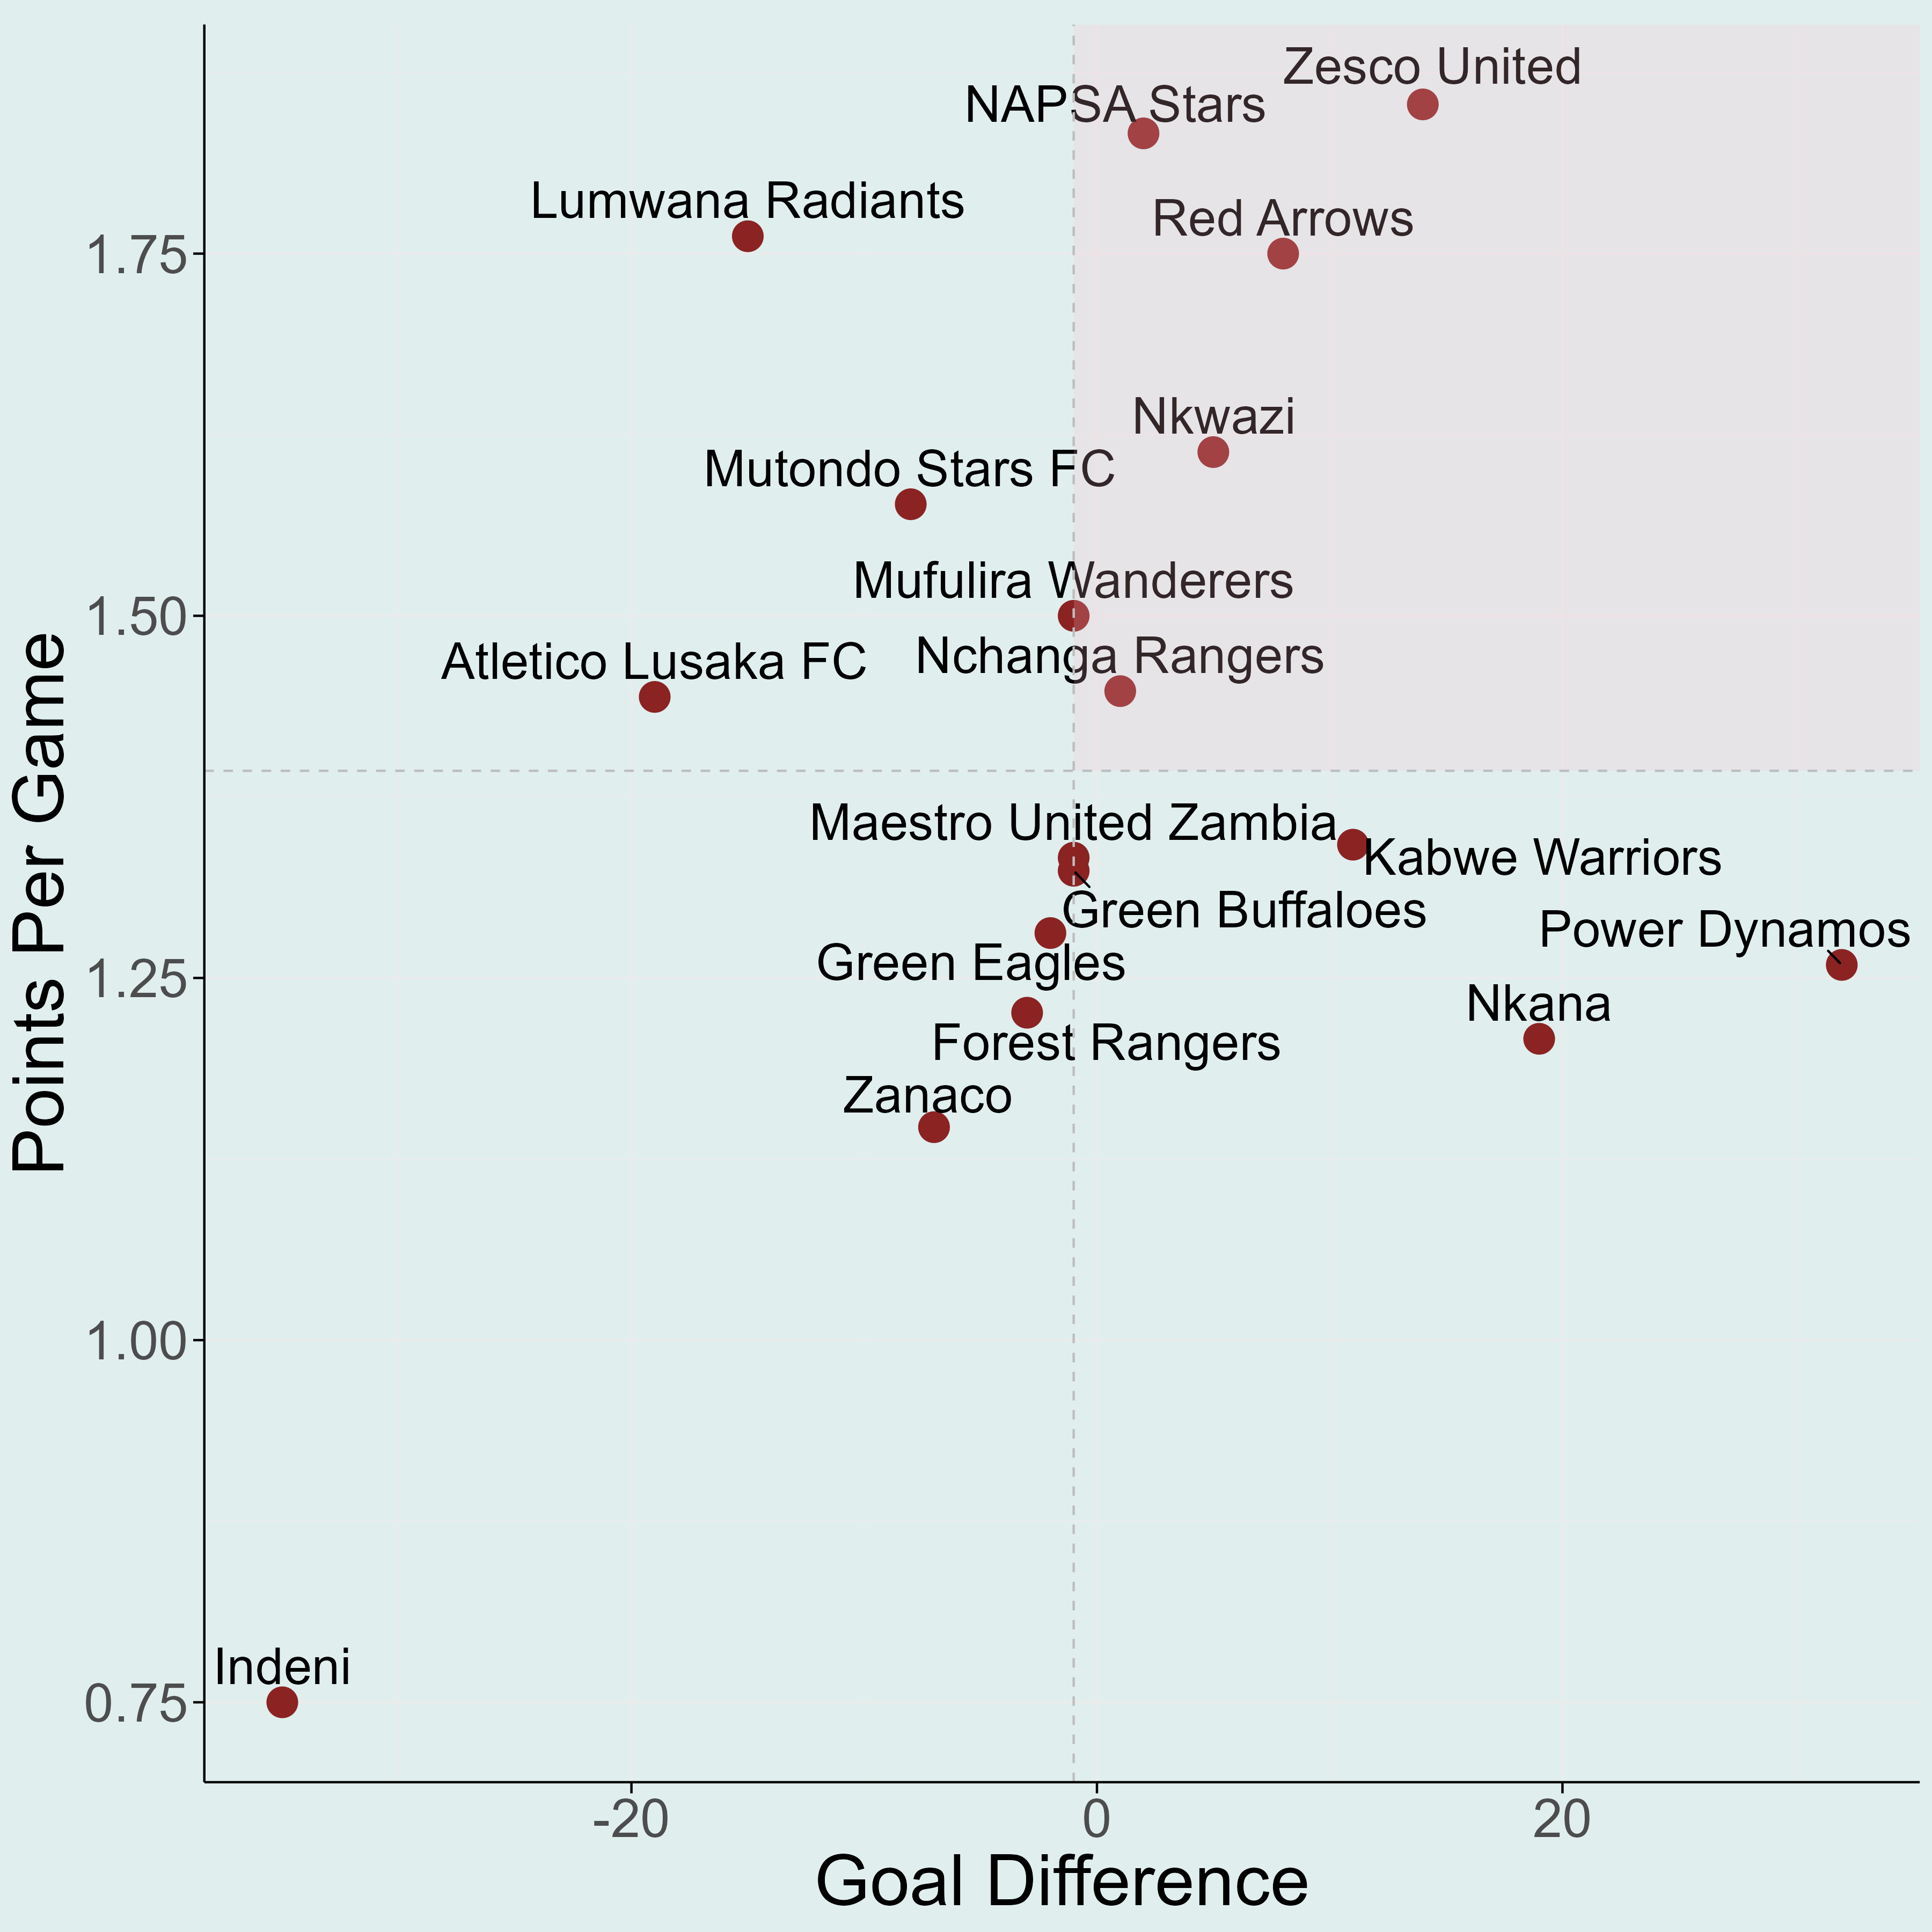 Zesco United
NAPSA Stars
Lumwana Radiants
Red Arrows
1.75
Nkwazi
Mutondo Stars FC
Mufulira Wanderers
1.50
Nchanga Rangers
Atletico Lusaka FC
Maestro United Zambia
Kabwe Warriors
Green Buffaloes
Power Dynamos
Green Eagles
1.25
Nkana
Forest Rangers
Zanaco
1.00
Indeni
0.75
Points Per Game
-20
0
20
Goal Difference